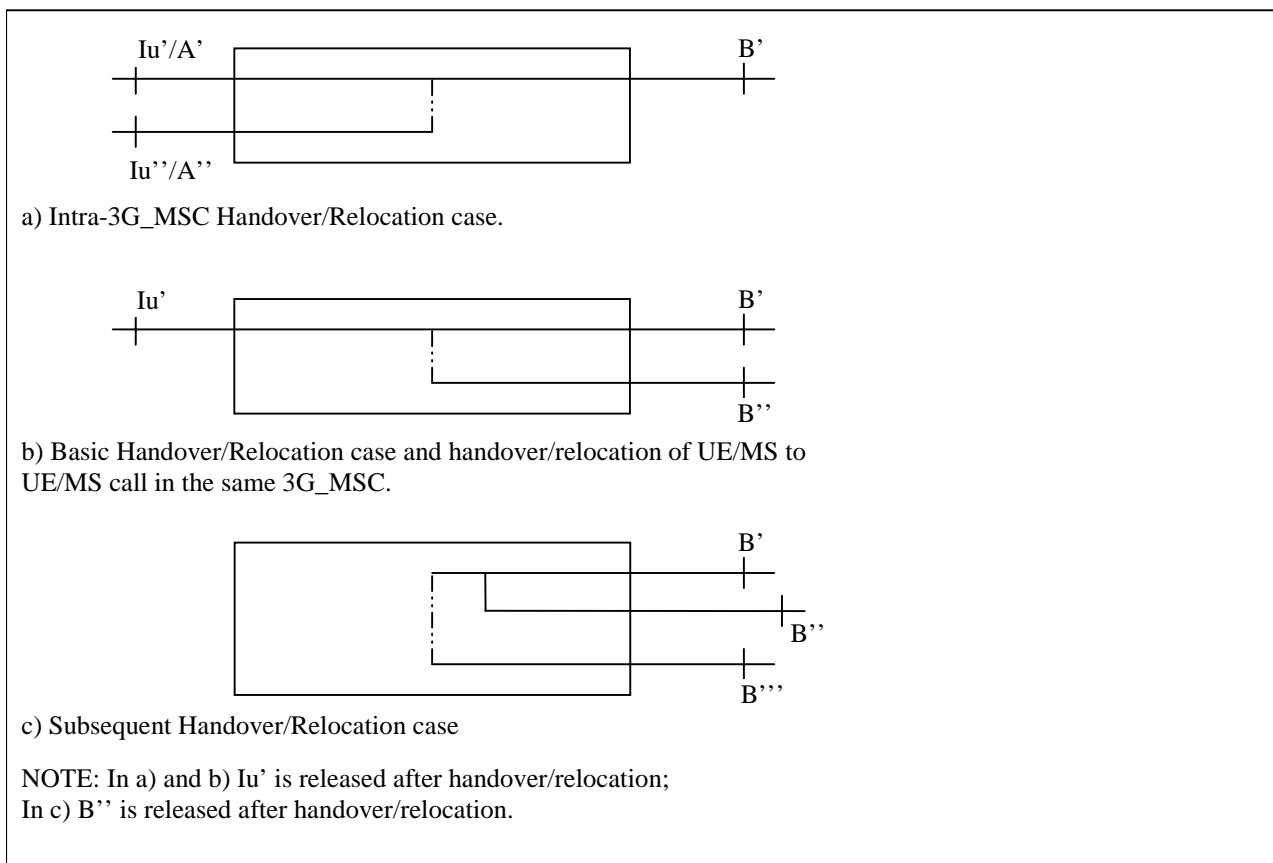 Iu’/A’ B’
Iu’’/A’’
a) Intra-3G_MSC Handover/Relocation case.
Iu’ B’
B’’
b) Basic Handover/Relocation case and handover/relocation of UE/MS to
UE/MS call in the same 3G_MSC.
B’
B’’
B’’’
c) Subsequent Handover/Relocation case
NOTE: In a) and b) Iu’ is released after handover/relocation;
In c) B’’ is released after handover/relocation.